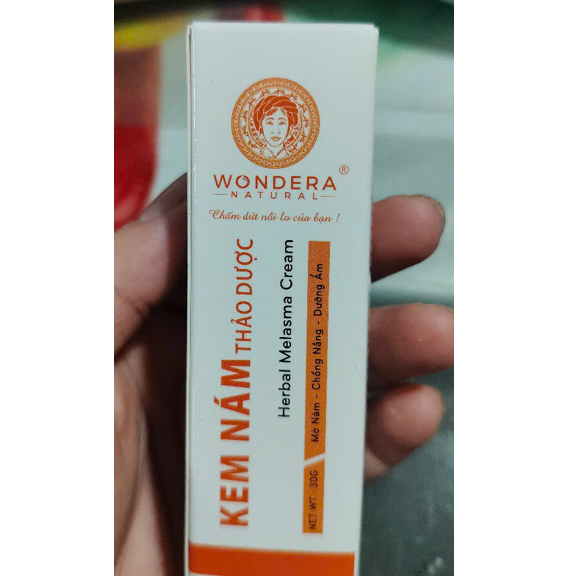 WONDERA®
NATURAL
Chấm dứt nỗi lo của bạn !
KEM NÁM THẢO DƯỢC
Herbal Melasma Cream
NET WT : 30G Mờ Nám - Chống Nắng - Dưỡng Ẩm